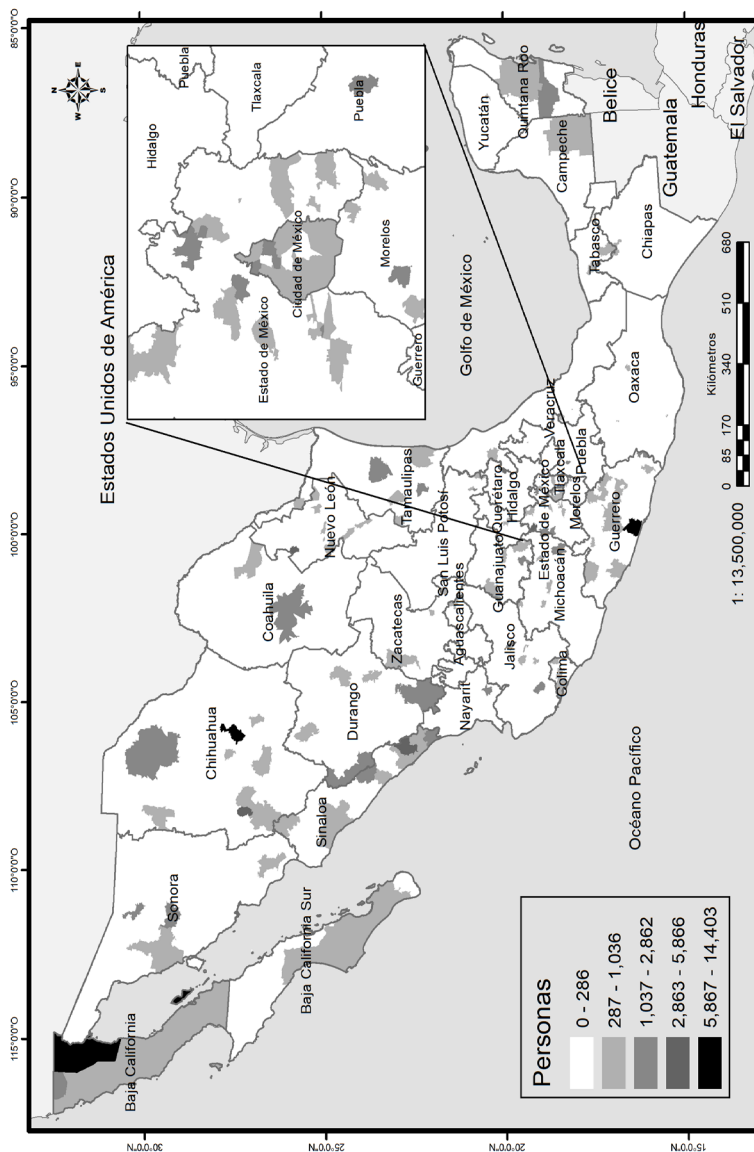 115°0'0"O
110°0'0"O
105°0'0"O
100°0'0"O
95°0'0"O
90°0'0"O
85°0'0"O
30°0'0"N
25°0'0"N
20°0'0"N
15°0'0"N
Estados Unidos de América
N
E
S
W
Hidalgo
Puebla
Tlaxcala
Puebla
Estado de México
Ciudad de México
Morelos
Guerrero
Baja California
Sonora
Chihuahua
Coahuila
Nuevo León
Baja California Sur
Sinaloa
Durango
Zacatecas
Tamaulipas
San Luis Potosí
Nayarit
Aguascalientes
Jalisco
Guanajuato
Querétaro
Hidalgo
Colima
Michoacán
Estado de México
Tlaxcala
Morelos
Puebla
Veracruz
Guerrero
Oaxaca
Tabasco
Chiapas
Campeche
Yucatán
Quintana Roo
Golfo de México
Belice
Guatemala
Honduras
El Salvador
Océano Pacífico
Personas
0 - 286
287 - 1,036
1,037 - 2,862
2,863 - 5,866
5,867 - 14,403
1: 13,500,000
Kilómetros
0 85 170 340 510 680